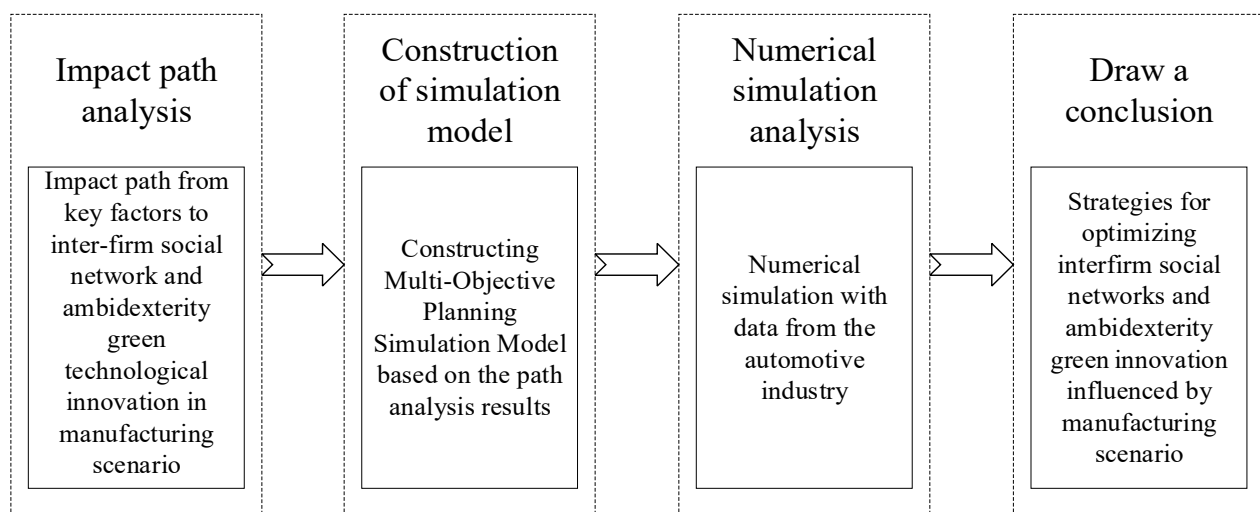 Impact path
analysis
Impact path from
key factors to
inter-firm social
network and
ambidexterity
green
technological
innovation in
manufacturing
scenario
Construction
of simulation
model
Constructing
Multi-Objective
Planning
Simulation Model
based on the path
analysis results
Numerical
simulation
analysis
Numerical
simulation with
data from the
automotive
industry
Draw a
conclusion
Strategies for
optimizing
interfirm social
networks and
ambidexterity
green innovation
influenced by
manufacturing
scenario